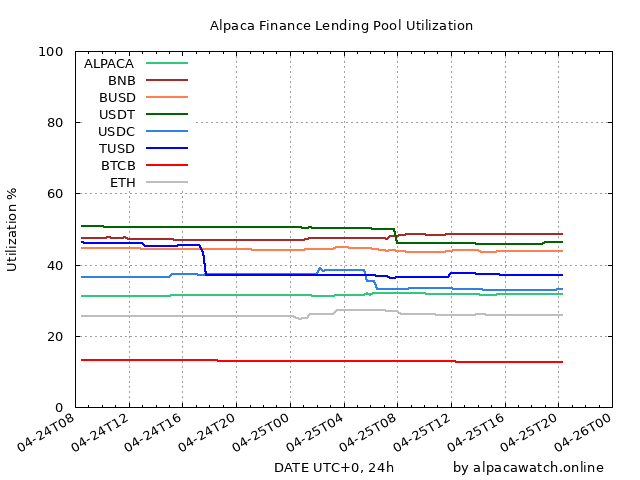 Alpaca Finance Lending Pool Utilization
100
80
60
40
20
0
Utilization %
ALPACA
BNB
BUSD
USDT
USDC
TUSD
BTCB
ETH
04-24T08
04-24T12
04-24T16
04-24T20
04-25T00
04-25T04
04-25T08
04-25T12
04-25T16
04-25T20
04-26T00
DATE UTC+0, 24h
by alpacawatch.online